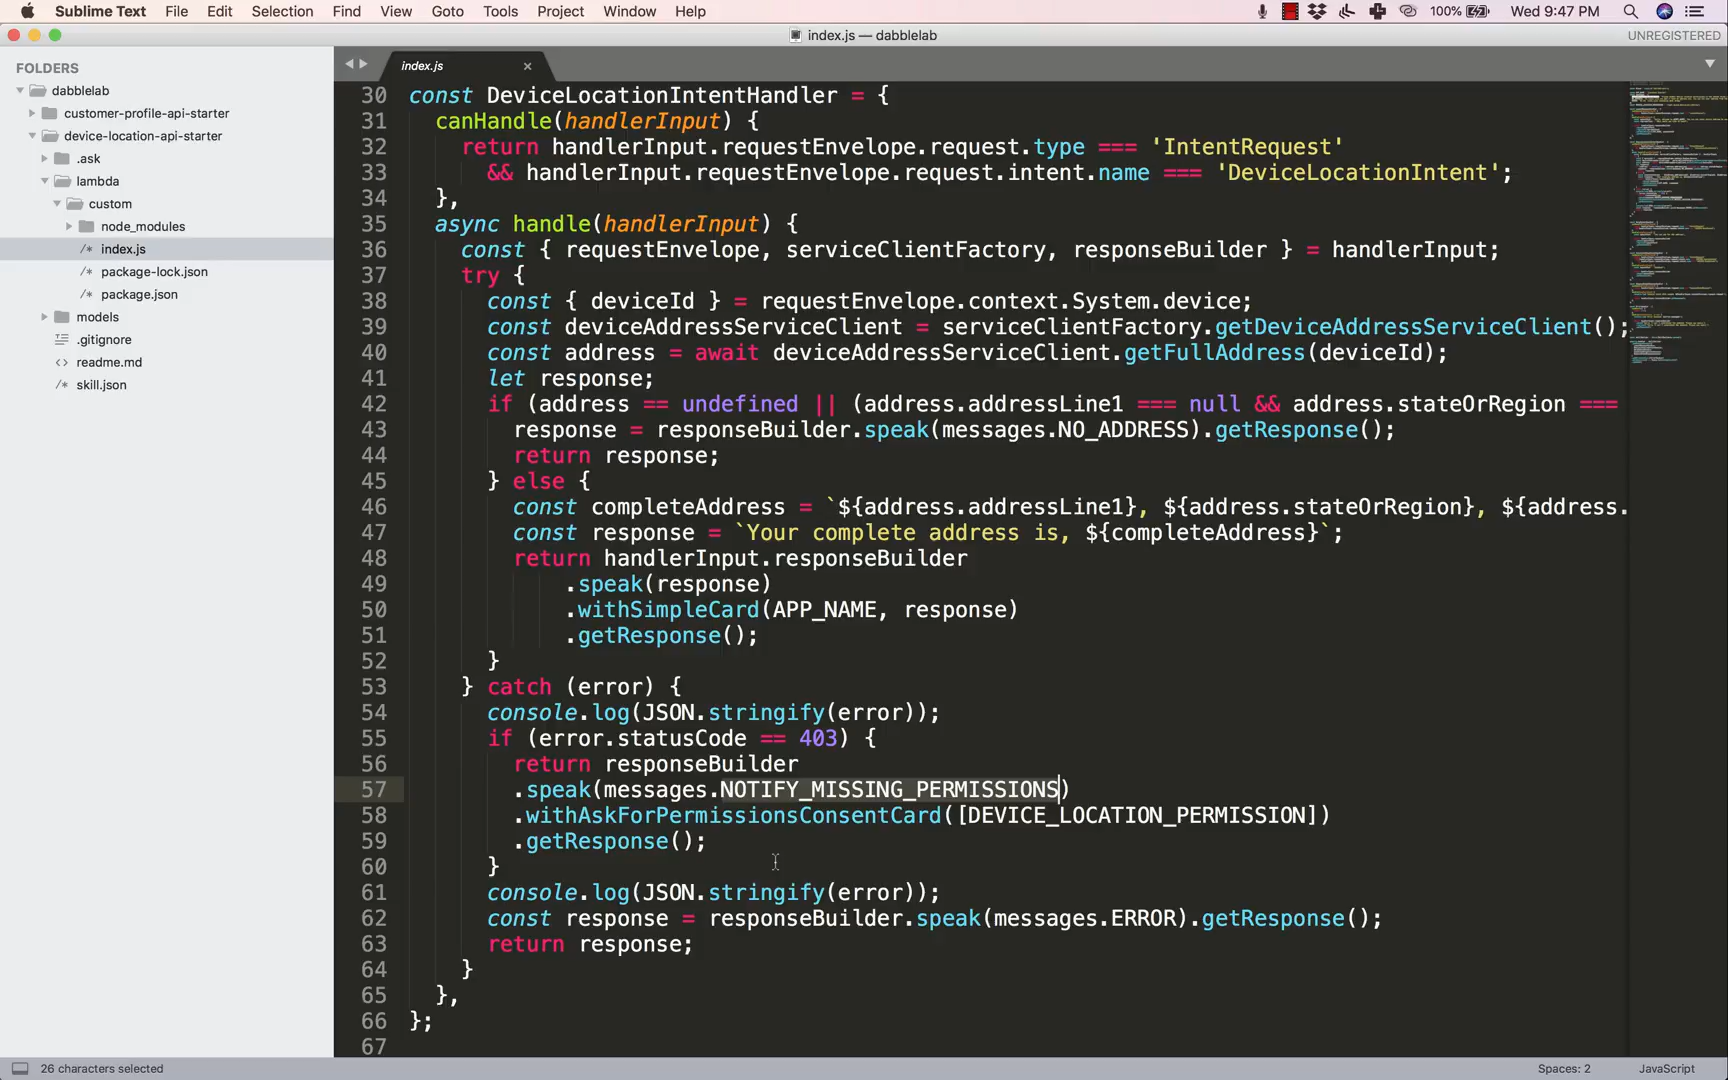 Sublime Text File Edit Selection Find View Goto Tools Project Window Help 100% Wed 9:47 PM
index.js — dabblelab UNREGISTERED
FOLDERS
dabblelab
customer-profile-api-starter
device-location-api-starter
.ask
lambda
custom
node_modules
/* index.js
/* package-lock.json
/* package.json
models
.gitignore
<> readme.md
/* skill.json
index.js ×
30 const DeviceLocationIntentHandler = {
31 canHandle(handlerInput) {
32 return handlerInput.requestEnvelope.request.type === 'IntentRequest'
33 && handlerInput.requestEnvelope.request.intent.name === 'DeviceLocationIntent';
34 },
35 async handle(handlerInput) {
36 const { requestEnvelope, serviceClientFactory, responseBuilder } = handlerInput;
37 try {
38 const { deviceId } = requestEnvelope.context.System.device;
39 const deviceAddressServiceClient = serviceClientFactory.getDeviceAddressServiceClient();
40 const address = await deviceAddressServiceClient.getFullAddress(deviceId);
41 let response;
42 if (address == undefined || (address.addressLine1 === null && address.stateOrRegion ===
43 response = responseBuilder.speak(messages.NO_ADDRESS).getResponse();
44 return response;
45 } else {
46 const completeAddress = `${address.addressLine1}, ${address.stateOrRegion}, ${address.
47 const response = `Your complete address is, ${completeAddress}`;
48 return handlerInput.responseBuilder
49 .speak(response)
50 .withSimpleCard(APP_NAME, response)
51 .getResponse();
52 }
53 } catch (error) {
54 console.log(JSON.stringify(error));
55 if (error.statusCode == 403) {
56 return responseBuilder
57 .speak(messages.NOTIFY_MISSING_PERMISSIONS)
58 .withAskForPermissionsConsentCard([DEVICE_LOCATION_PERMISSION])
59 .getResponse();
60 }
61 console.log(JSON.stringify(error));
62 const response = responseBuilder.speak(messages.ERROR).getResponse();
63 return response;
64 }
65 },
66 };
67
26 characters selected Spaces: 2 JavaScript